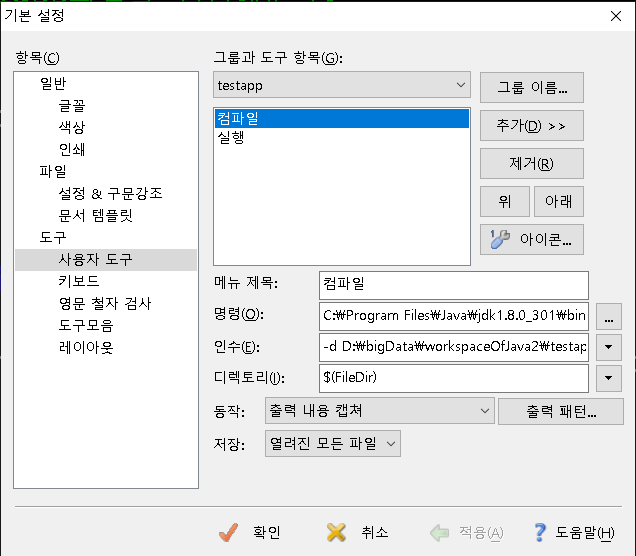 기본 설정
항목(C)
일반
글꼴
색상
인쇄
파일
설정 & 구문강조
문서 템플릿
도구
사용자 도구
키보드
영문 철자 검사
도구모음
레이아웃
그룹과 도구 항목(G):
testapp
그룹 이름...
컴파일
실행
추가(D) >>
제거(R)
위
아래
아이콘...
메뉴 제목:
컴파일
명령(O):
C:₩Program Files₩Java₩jdk1.8.0_301₩bin
...
인수(E):
-d D:₩bigData₩workspaceOfJava2₩testap
디렉토리(I):
$(FileDir)
동작:
출력 내용 캡쳐
출력 패턴...
저장:
열려진 모든 파일
확인
취소
적용(A)
도움말(H)